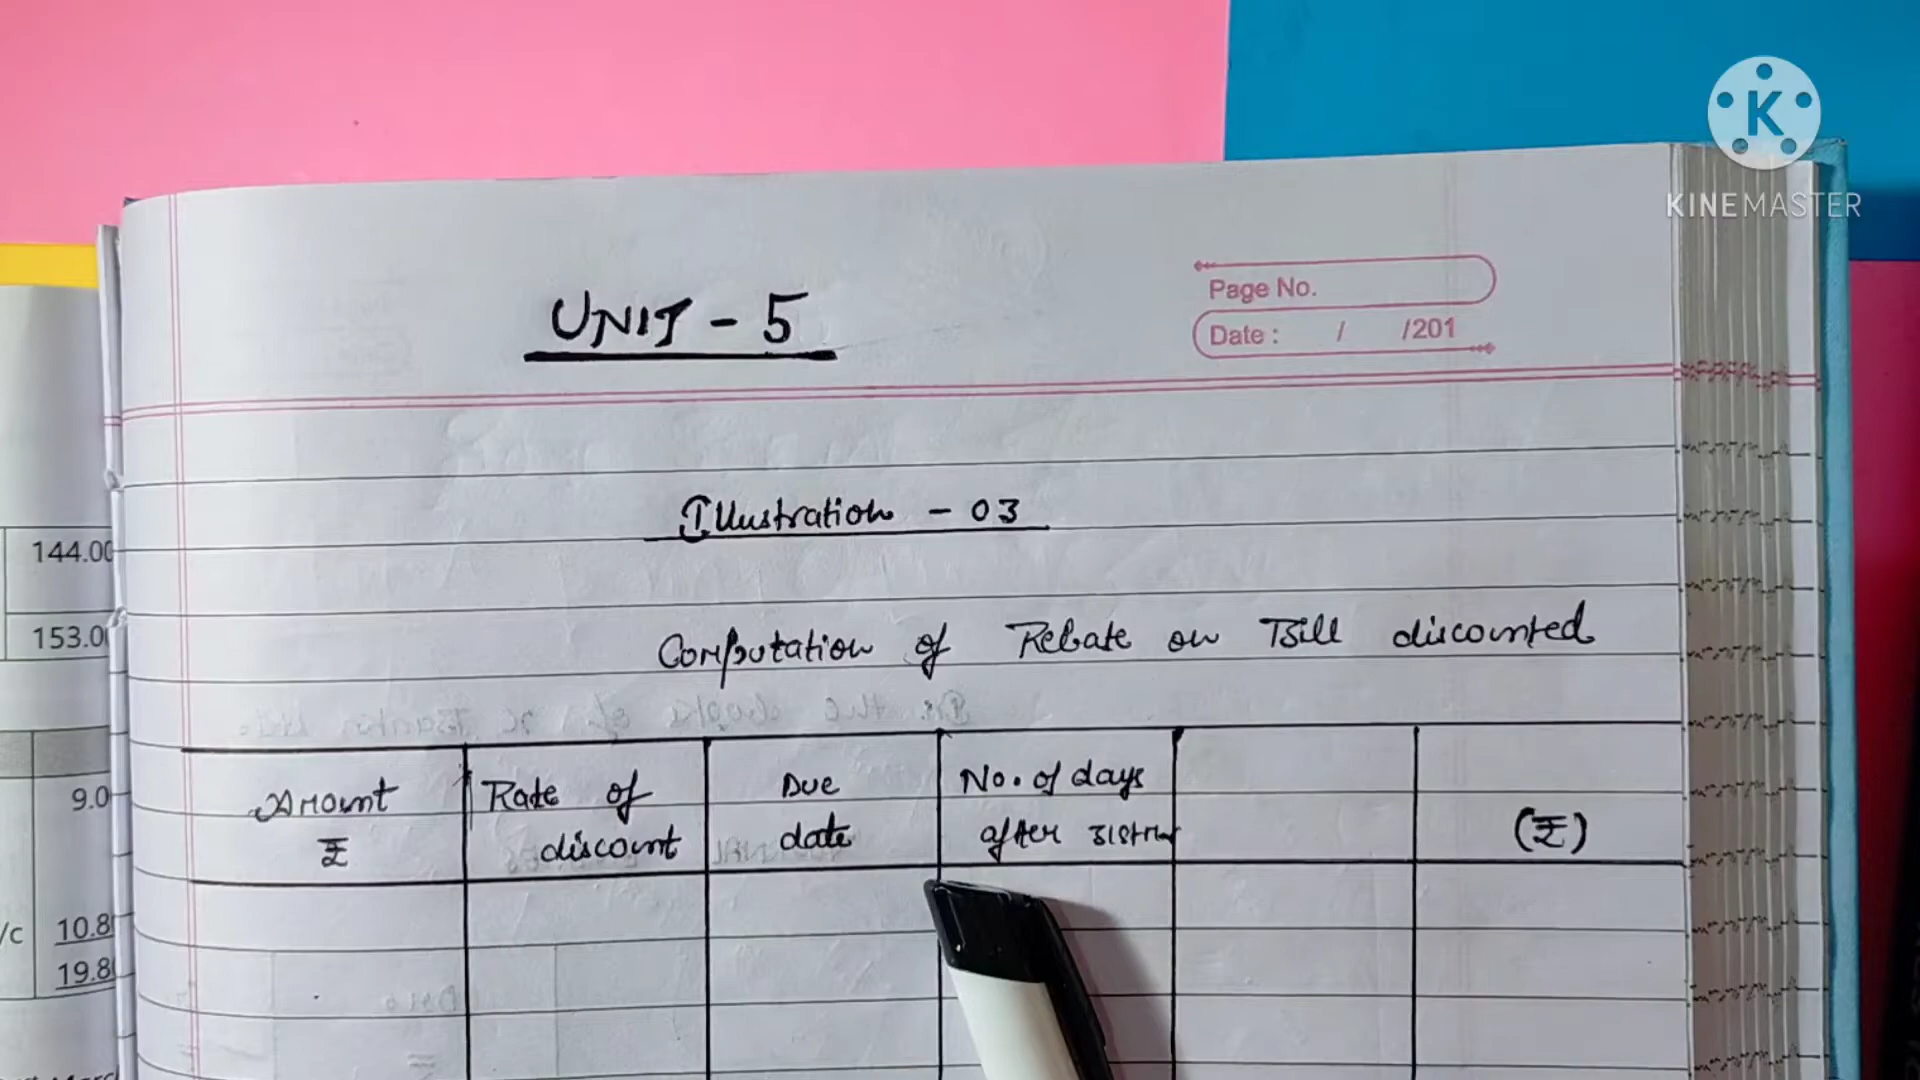 K
KINEMASTER
Page No.
Date : / /201
UNIT - 5
Illustration - 03
Computation of Rebate on Bill discounted
Amount ₹
Rate of discount
Due date
No. of days after 31st
(₹)
144.00
153.0
9.0
/c 10.8
19.8